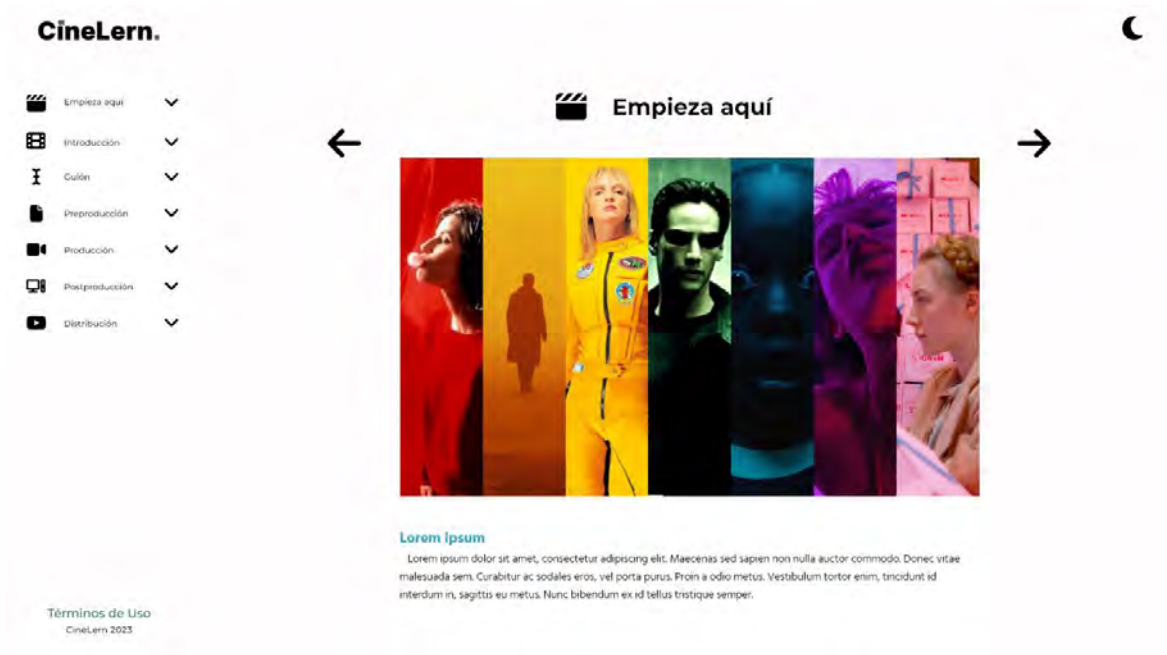 CineLern.
Empieza aquí
Introducción
Guión
Preproducción
Producción
Postproducción
Distribución
Empieza aquí
Lorem ipsum
Lorem ipsum dolor sit amet, consectetur adipiscing elit. Maecenas sed sapien non nulla auctor commodo. Donec vitae
malesuada sem. Curabitur ac sodales eros, vel porta purus. Proin a odio metus. Vestibulum tortor enim, tincidunt id
interdum in, sagittis eu metus. Nunc bibendum ex id tellus tristique semper.
Términos de Uso
CineLern 2023